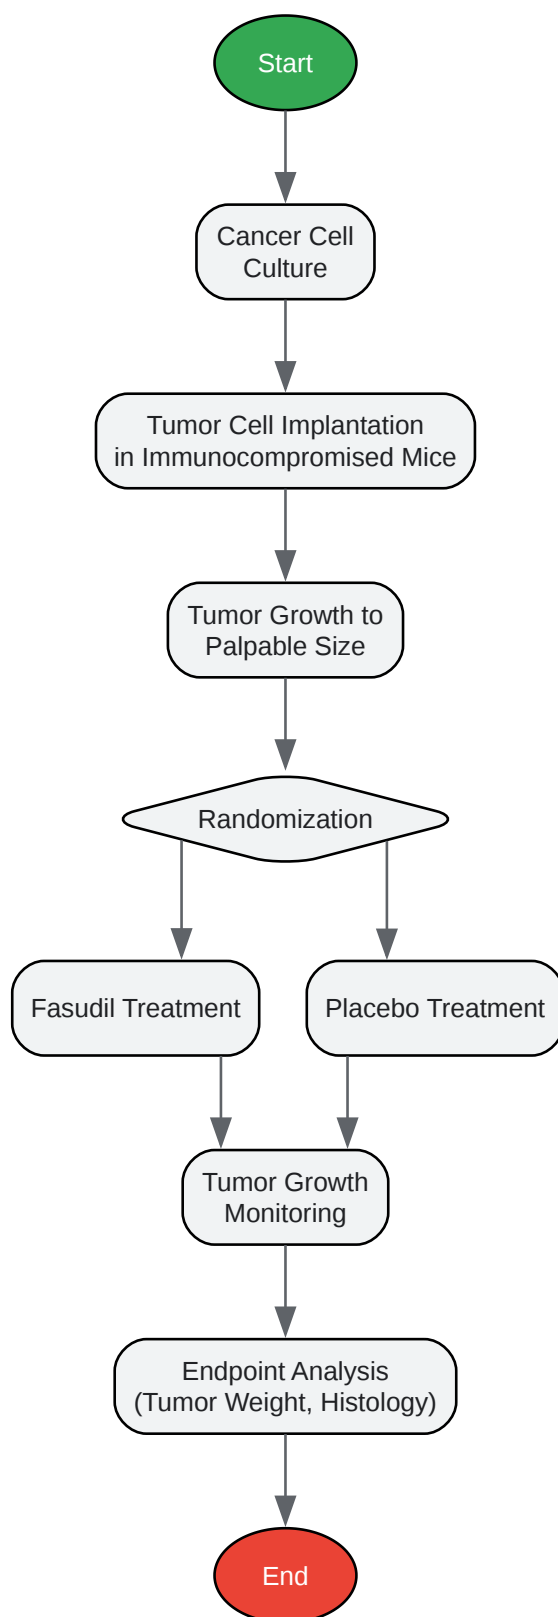 Start
Cancer Cell
Culture
Tumor Cell Implantation
in Immunocompromised Mice
Tumor Growth to
Palpable Size
Randomization
Fasudil Treatment
Placebo Treatment
Tumor Growth
Monitoring
Endpoint Analysis
(Tumor Weight, Histology)
End